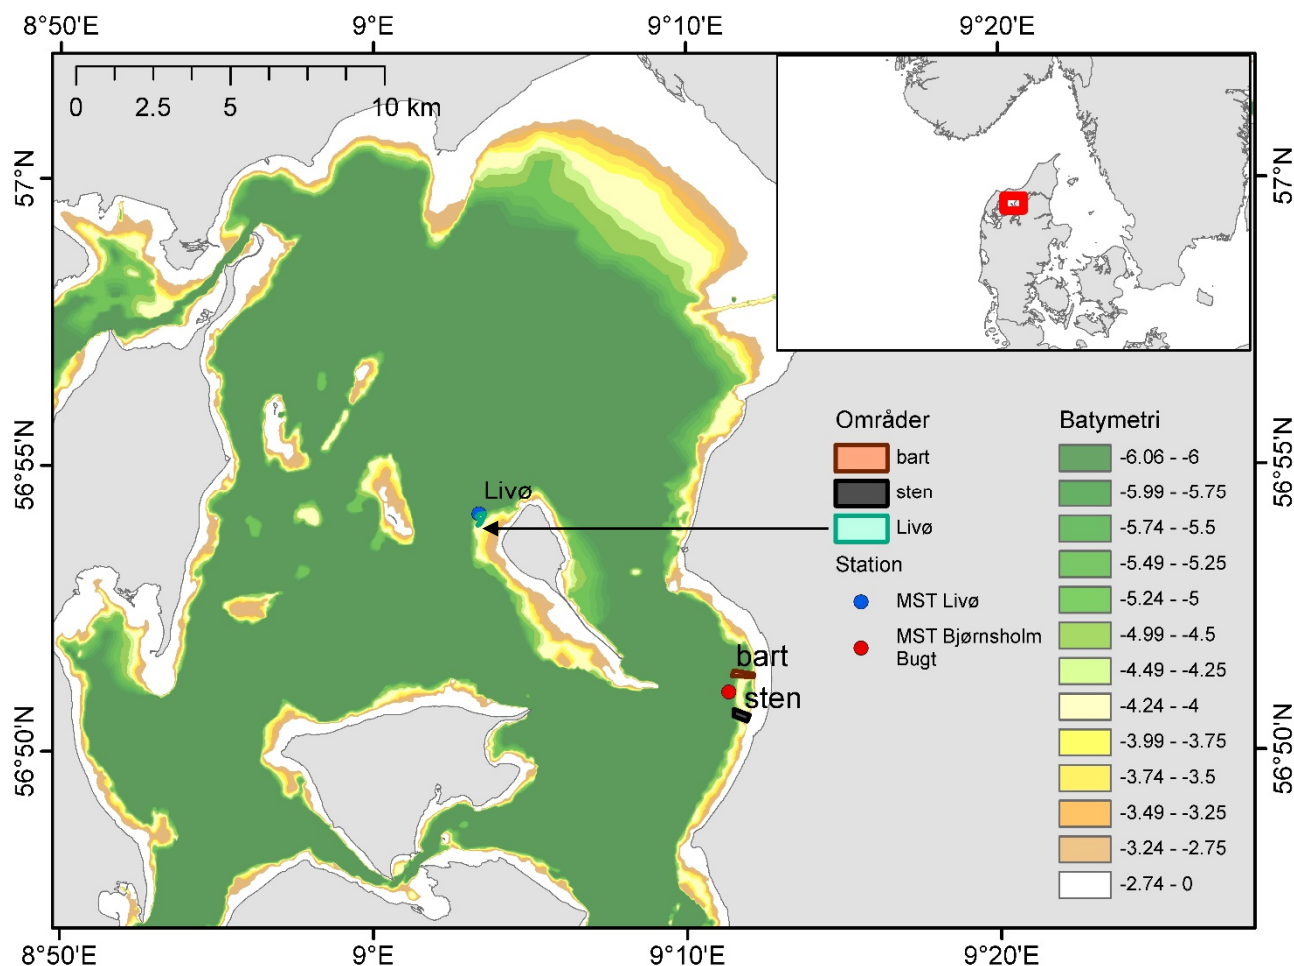 8°50'E
9°E
9°10'E
9°20'E
0
2.5
5
10 km
57°N
57°N
56°55'N
56°55'N
56°50'N
56°50'N
Livø
bart
sten
Områder
bart
sten
Livø
Station
MST Livø
MST Bjørnsholm
Bugt
Batymetri
-6.06 - -6
-5.99 - -5.75
-5.74 - -5.5
-5.49 - -5.25
-5.24 - -5
-4.99 - -4.5
-4.49 - -4.25
-4.24 - -4
-3.99 - -3.75
-3.74 - -3.5
-3.49 - -3.25
-3.24 - -2.75
-2.74 - 0
8°50'E
9°E
9°10'E
9°20'E